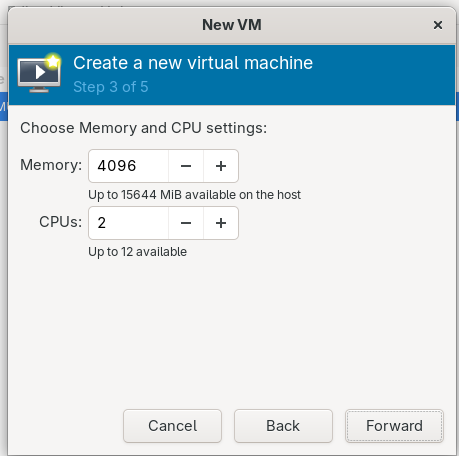 New VM
Create a new virtual machine
Step 3 of 5
Choose Memory and CPU settings:
Memory: 4096
Up to 15644 MiB available on the host
CPUs: 2
Up to 12 available
Cancel Back Forward